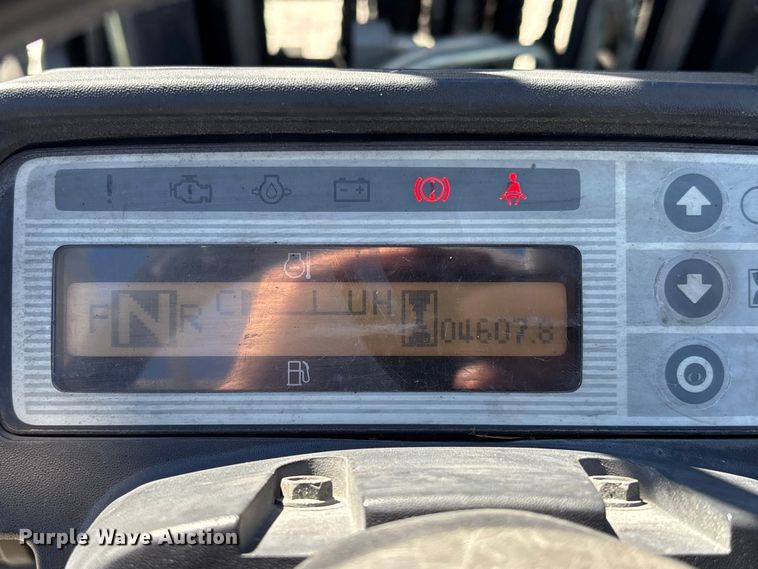 F N R C H
04607.8
Purple Wave Auction